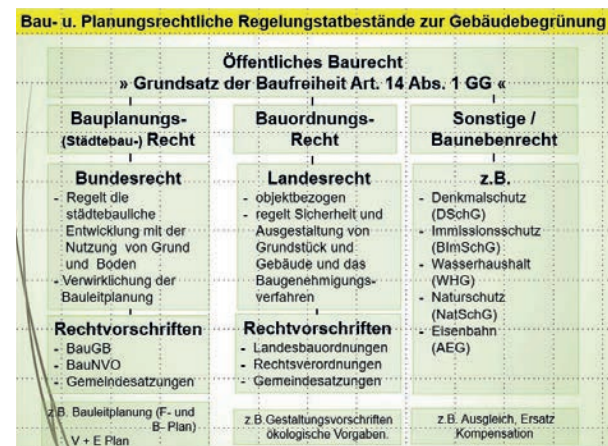 Bau- u. Planungsrechtliche Regelungstatbestände zur Gebäudebegrünung
Öffentliches Baurecht
» Grundsatz der Baufreiheit Art. 14 Abs. 1 GG «
Bauplanungs-
(Städtebau-) Recht
Bundesrecht
- Regelt die
städtebauliche
Entwicklung mit der
Nutzung von Grund
und Boden
- Verwirklichung der
Bauleitplanung
Rechtvorschriften
- BauGB
- BauNVO
- Gemeindesatzungen
z.B. Bauleitplanung (F- und
B- Plan)
V + E Plan
Bauordnungs-
Recht
Landesrecht
- objektbezogen
- regelt Sicherheit und
Ausgestaltung von
Grundstück und
Gebäude und das
Baugenehmigungs-
verfahren
Rechtvorschriften
- Landesbauordnungen
- Rechtsverordnungen
- Gemeindesatzungen
z.B.Gestaltungsvorschriften
ökologische Vorgaben.
Sonstige /
Baunebenrecht
z.B.
- Denkmalschutz
(DSchG)
- Immissionsschutz
(BImSchG)
- Wasserhaushalt
(WHG)
- Naturschutz
(NatSchG)
- Eisenbahn
(AEG)
z.B. Ausgleich, Ersatz
Kompensation